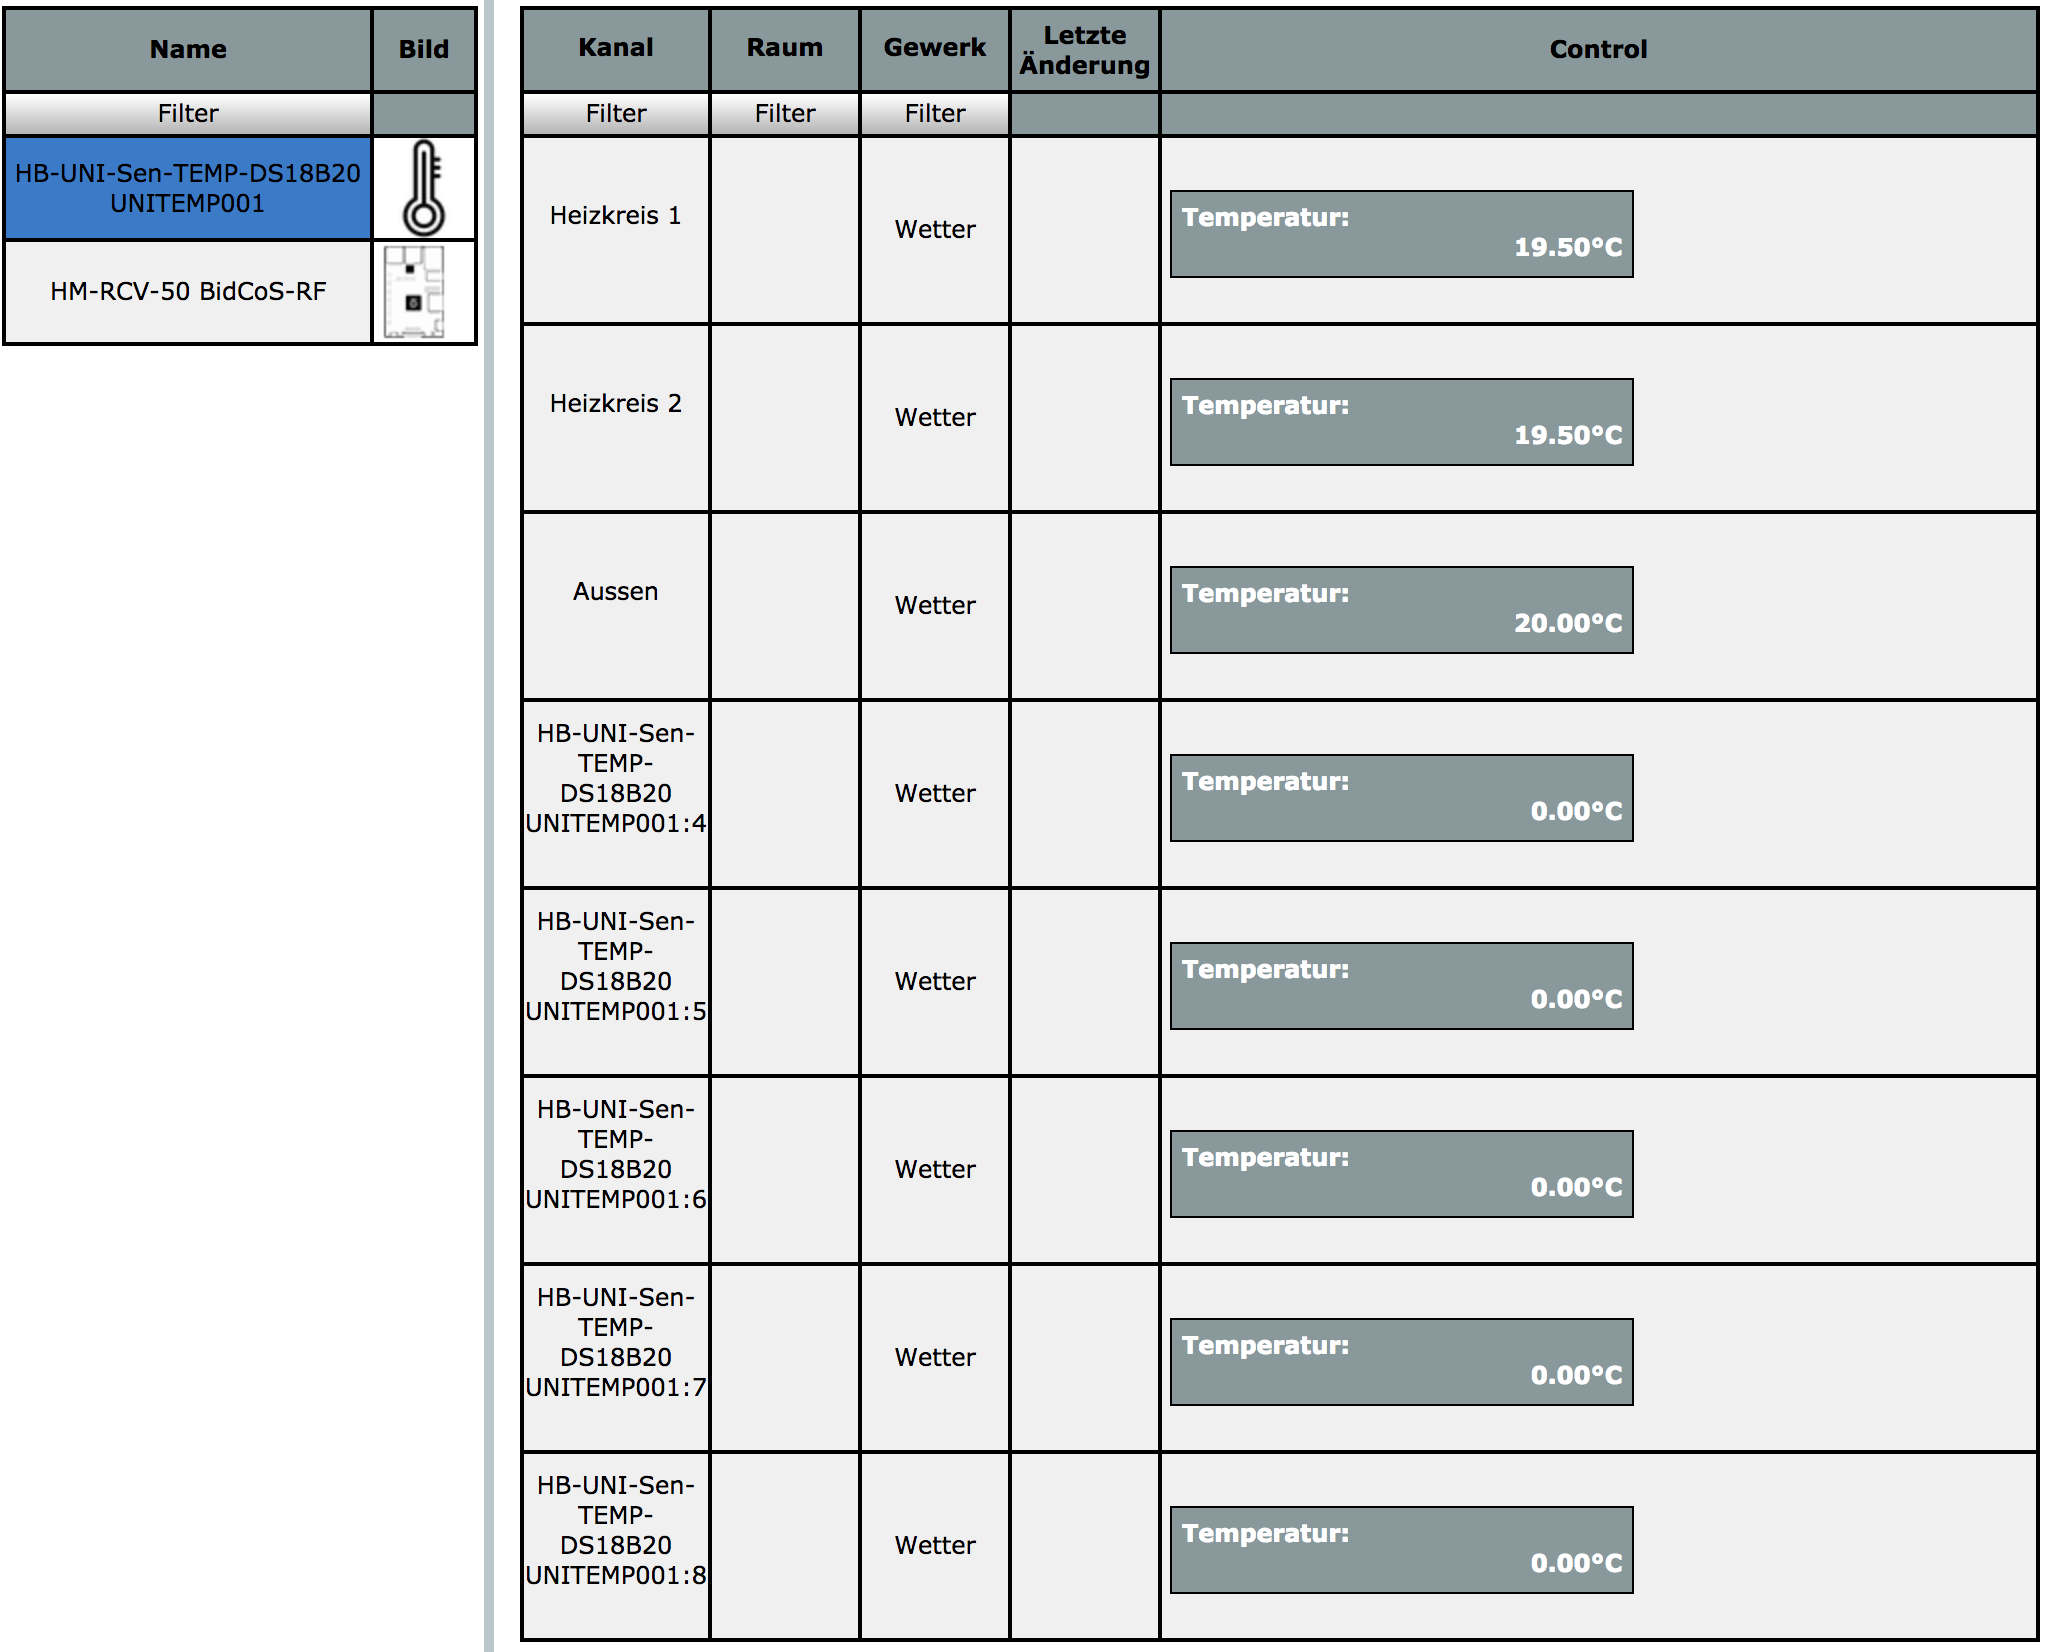 Name
Bild
Filter
HB-UNI-Sen-TEMP-DS18B20
UNITEMP001
HM-RCV-50 BidCoS-RF
Kanal
Raum
Gewerk
Letzte
Änderung
Control
Filter
Filter
Filter
Heizkreis 1
Wetter
Temperatur:
19.50°C
Heizkreis 2
Wetter
Temperatur:
19.50°C
Aussen
Wetter
Temperatur:
20.00°C
HB-UNI-Sen-
TEMP-
DS18B20
UNITEMP001:4
Wetter
Temperatur:
0.00°C
HB-UNI-Sen-
TEMP-
DS18B20
UNITEMP001:5
Wetter
Temperatur:
0.00°C
HB-UNI-Sen-
TEMP-
DS18B20
UNITEMP001:6
Wetter
Temperatur:
0.00°C
HB-UNI-Sen-
TEMP-
DS18B20
UNITEMP001:7
Wetter
Temperatur:
0.00°C
HB-UNI-Sen-
TEMP-
DS18B20
UNITEMP001:8
Wetter
Temperatur:
0.00°C